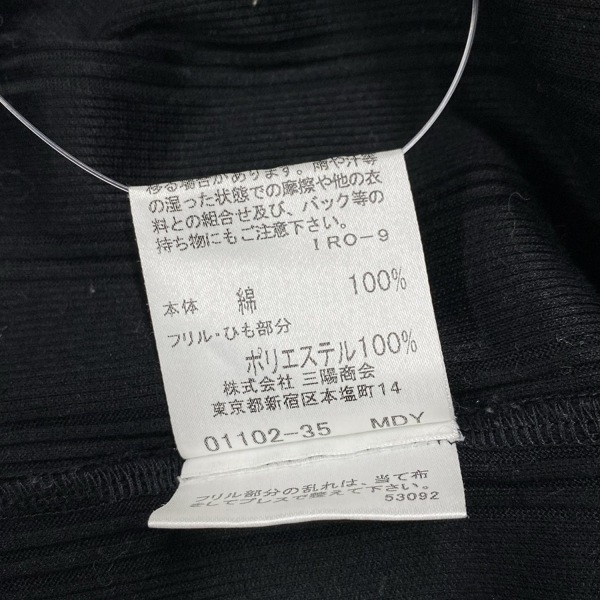 移る場合があります。雨や汗等
の湿った状態での摩擦や他の衣
料との組合せ及び、バック等の
持ち物にもご注意下さい。
IRO-9
本体 綿 100%
フリル・ひも部分
ポリエステル100%
株式会社 三陽商会
東京都新宿区本塩町14
01102-35 MDY
フリル部分の乱れは、当て布
をしてプレスで整えて下さい。
53092